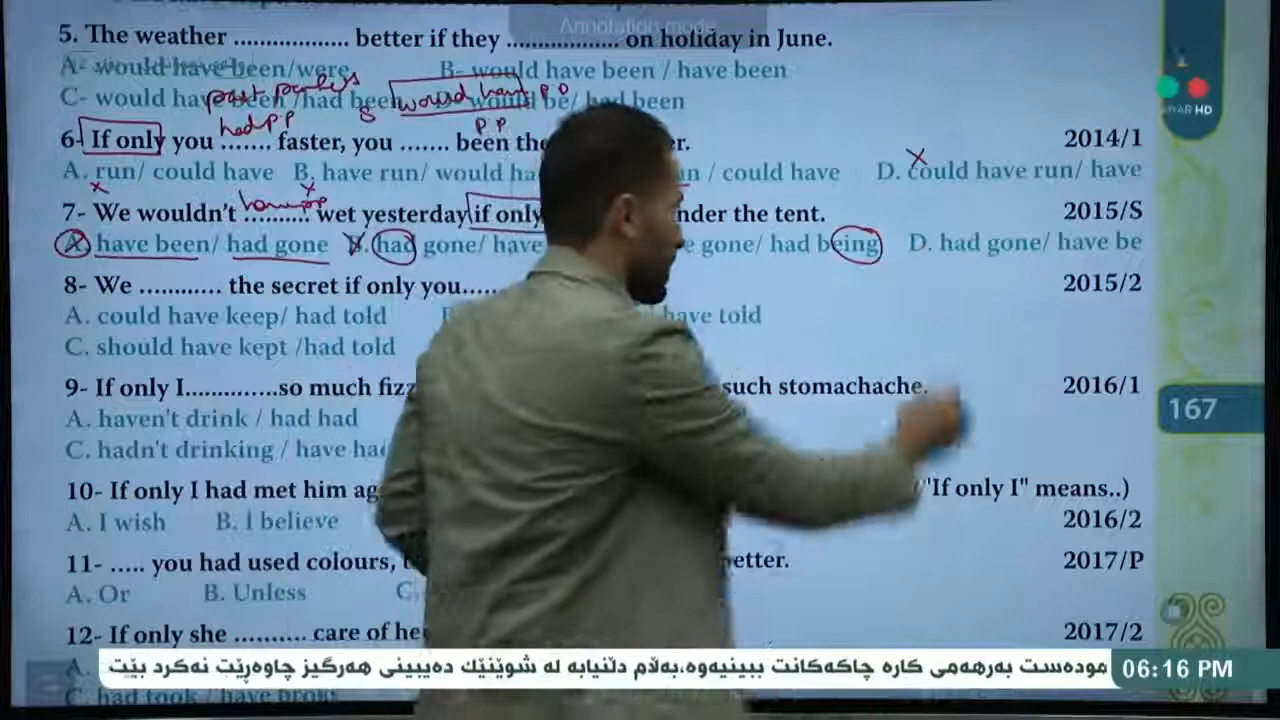 Annotation mode
5. The weather ................. better if they ................. on holiday in June.
A- would have been/were B- would have been / have been
C- would have been /had been would be/ had been
past
would have p p
had p p
p p
6- If only you ....... faster, you ....... been the r. 2014/1
A. run/ could have B. have run/ would ha n / could have D. could have run/ have
7- We wouldn't .......... wet yesterday if only nder the tent. 2015/S
A. have been/ had gone B. had gone/ have e gone/ had being D. had gone/ have be
8- We ............ the secret if only you..... 2015/2
A. could have keep/ had told have told
C. should have kept /had told
9- If only I.............so much fizz such stomachache. 2016/1
A. haven't drink / had had
C. hadn't drinking / have had
167
10- If only I had met him ag "If only I" means..)
A. I wish B. I believe 2016/2
11- ..... you had used colours, etter. 2017/P
A. Or B. Unless C.
12- If only she .......... care of he 2017/2
A.
C. had took / have
مودەست بەرهەمی کارە چاکەکانت ببینیەوە،بەڵام دڵنیابە لە شوێنێک دەیبینی هەرگیز چاوەڕێت نەکرد بێت
06:16 PM
HD